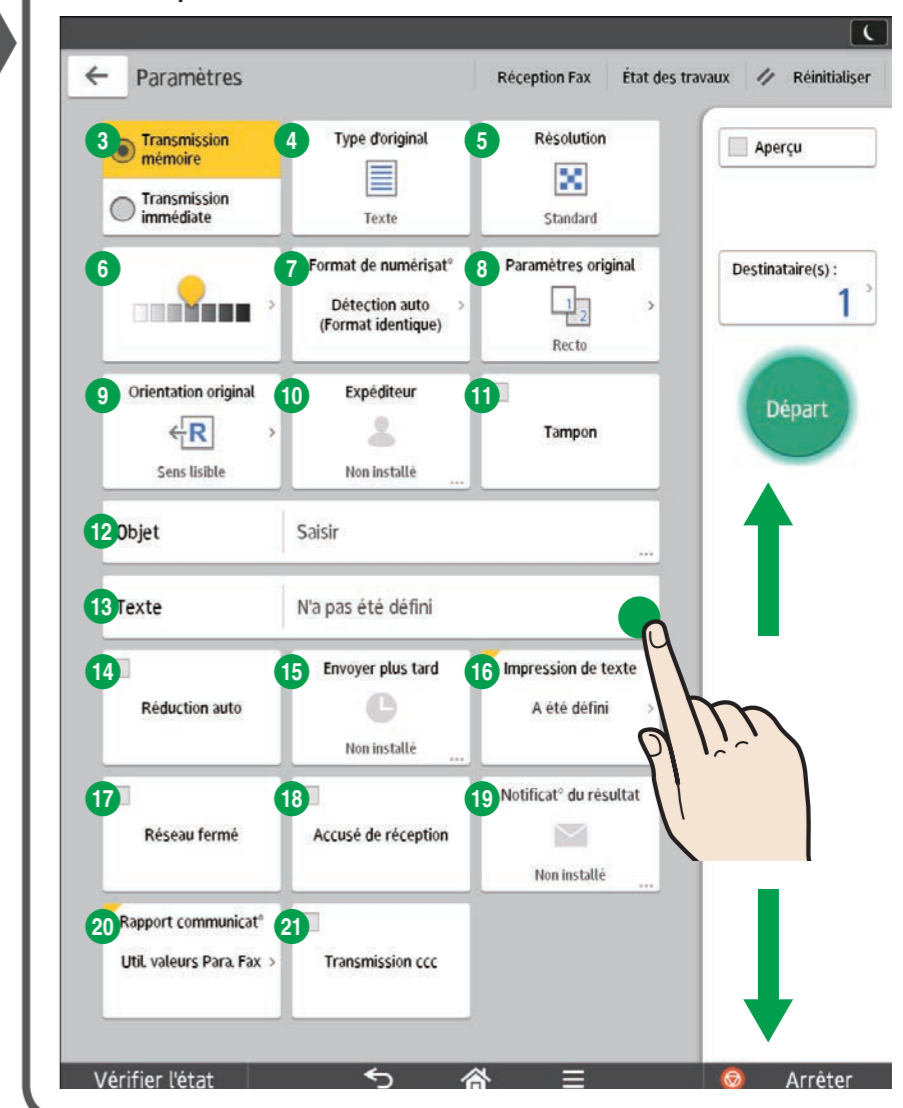 Paramètres
Réception Fax
État des travaux
Réinitialiser
3
Transmission
mémoire
Transmission
immédiate
4
Type d'original
Texte
5
Résolution
Standard
Aperçu
6
7
Format de numérisat°
Détection auto
(Format identique)
8
Paramètres original
1
2
Recto
Destinataire(s) :
1
9
Orientation original
R
Sens lisible
10
Expéditeur
Non installé
...
11
Tampon
Départ
12
Objet
Saisir
...
13
Texte
N'a pas été défini
14
Réduction auto
15
Envoyer plus tard
Non installé
...
16
Impression de texte
A été défini
17
Réseau fermé
18
Accusé de réception
19
Notificat° du résultat
Non installé
...
20
Rapport communicat°
Util. valeurs Para. Fax
21
Transmission ccc
Vérifier l'état
Arrêter